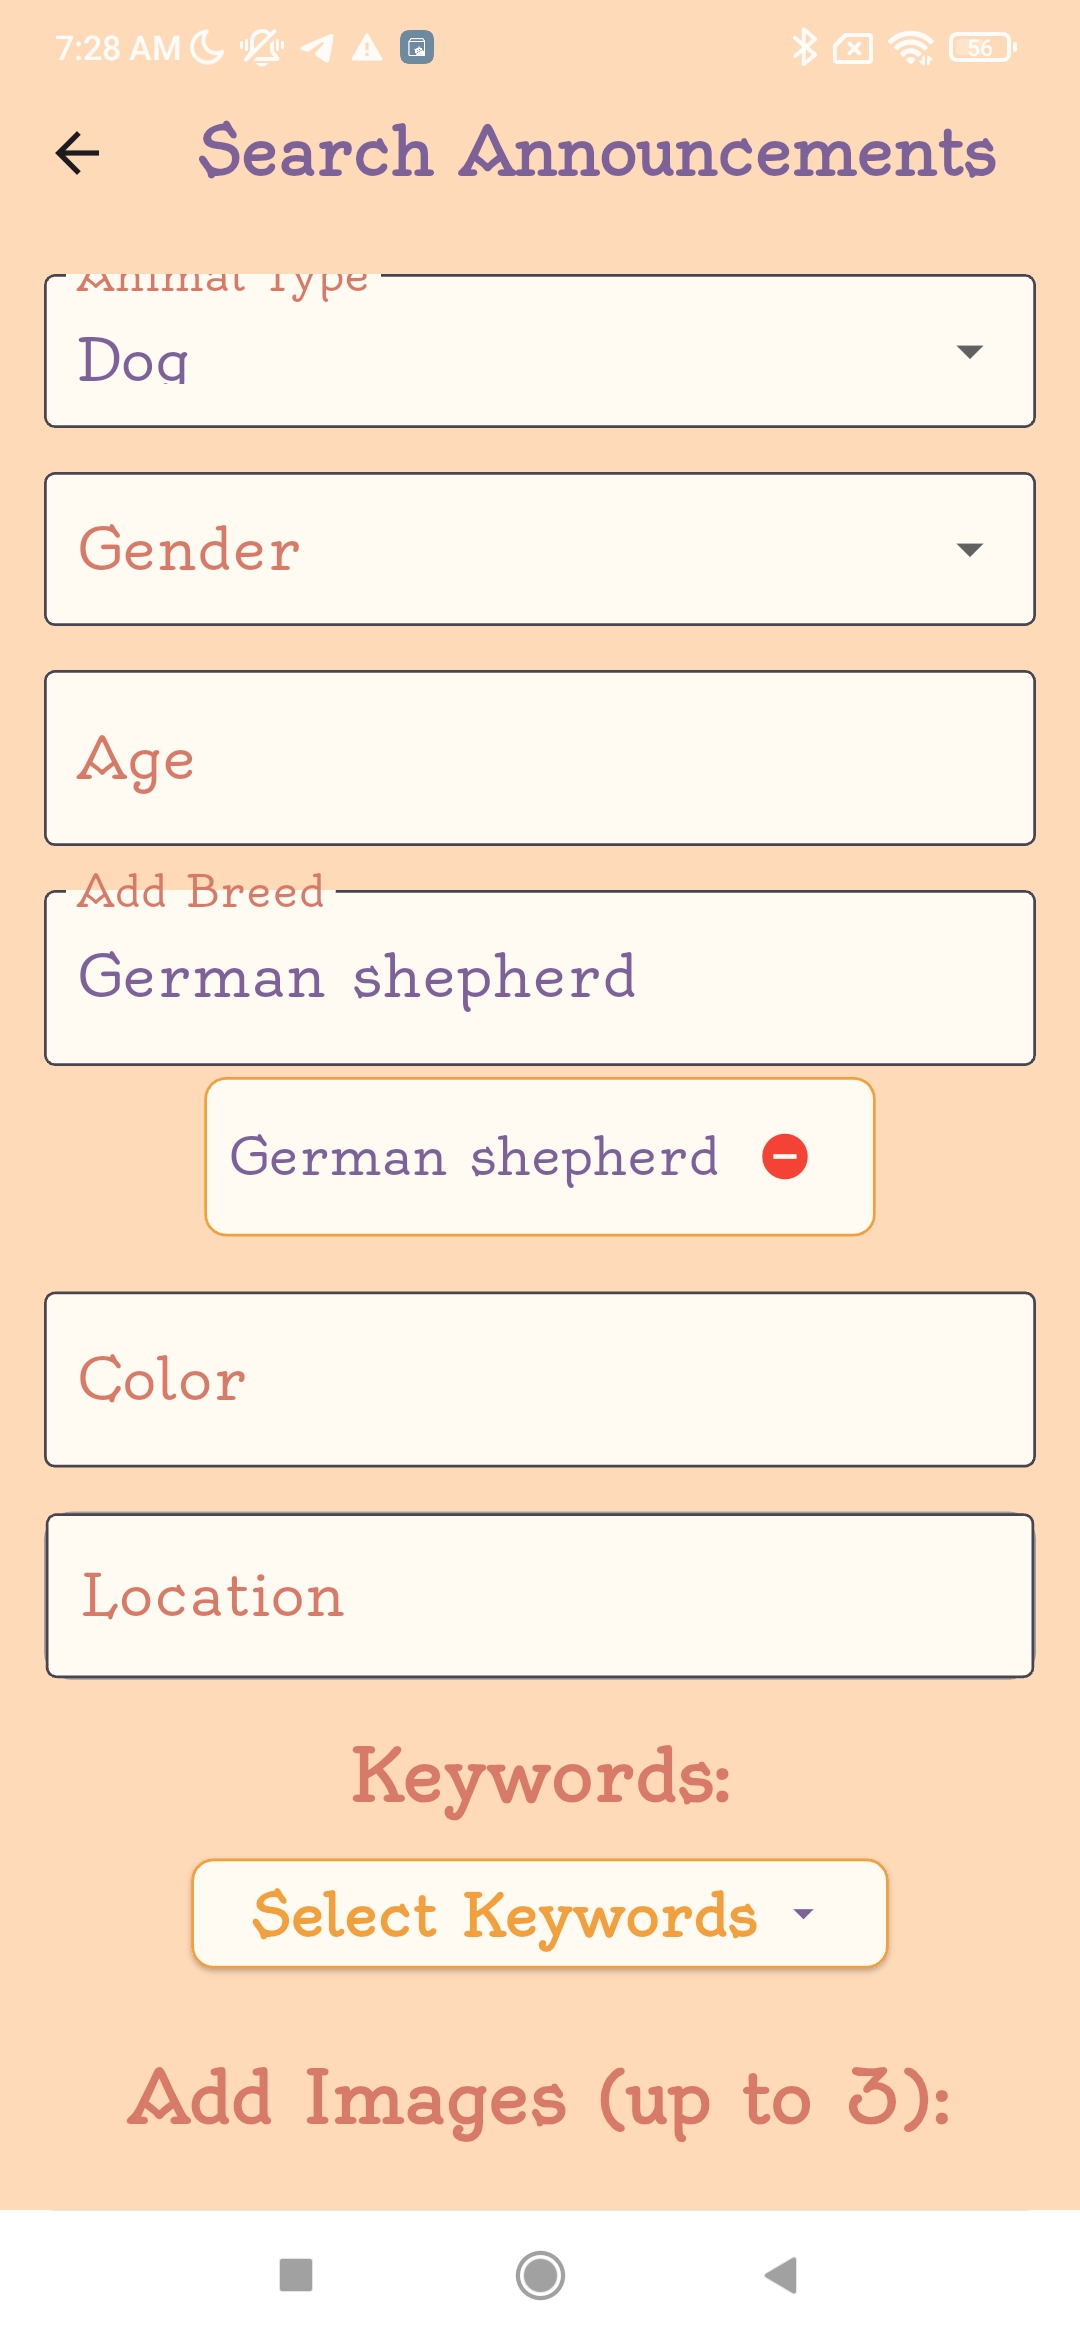 7:28 AM
56
Search Announcements
Animal Type
Dog
Gender
Age
Add Breed
German shepherd
German shepherd
Color
Location
Keywords:
Select Keywords
Add Images (up to 3):